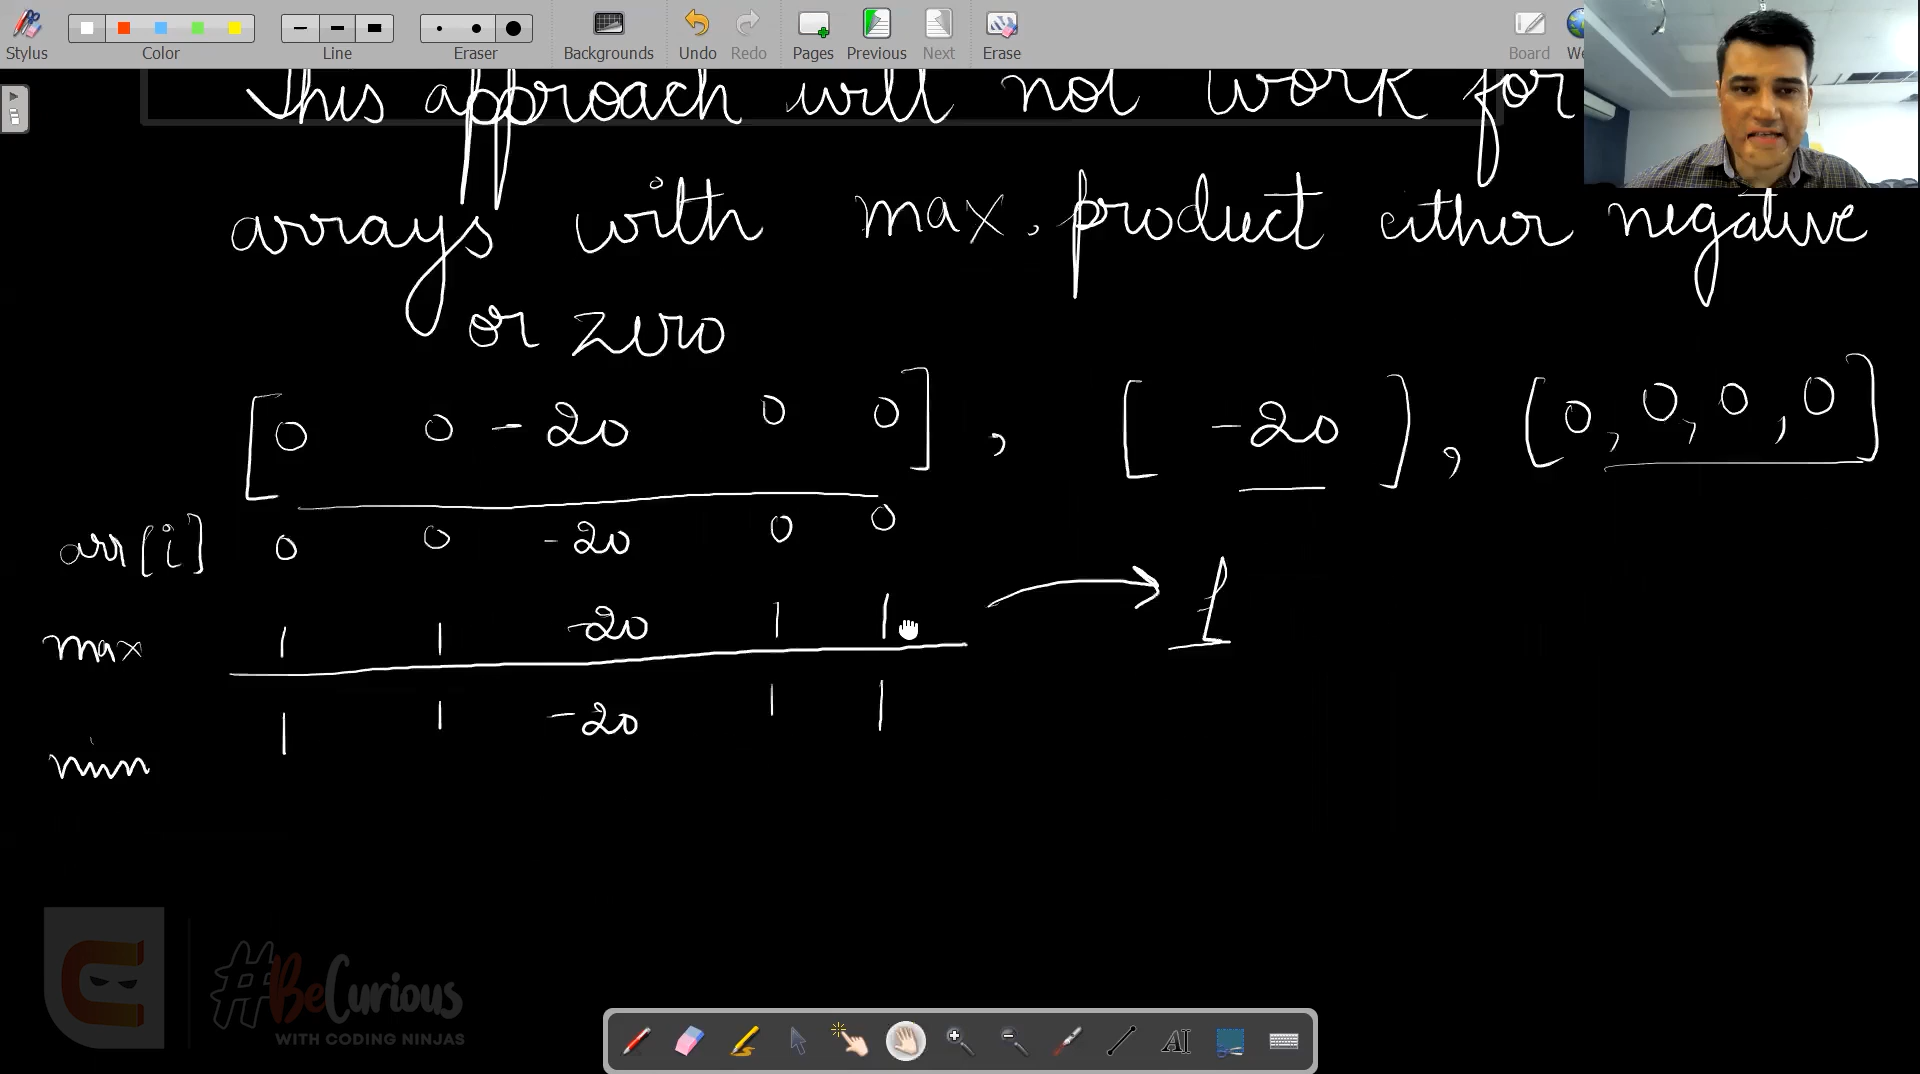 Stylus Color Line Eraser Backgrounds Undo Redo Pages Previous Next Erase Board We
This approach will not work for
arrays with max. product either negative
or zero
[0 0 -20 0 0], [-20], [0, 0, 0, 0]
arr[i] 0 0 -20 0 0
max 1 1 -20 1 1 → 1
min 1 1 -20 1 1
#BeCurious
WITH CODING NINJAS
AI